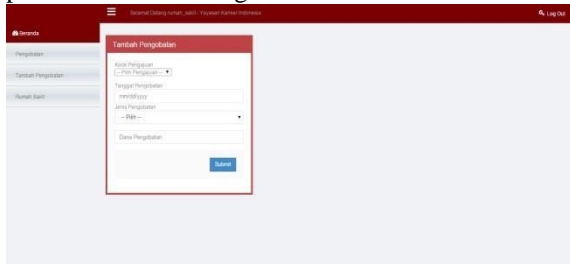 Selamat Datang rumah_sakit - Yayasan Kanker Indonesia
Log Out
Beranda
Pengobatan
Tambah Pengobatan
Rumah Sakit
Tambah Pengobatan
Kode Pengajuan
-- Pilih Pengajuan --
Tanggal Pengobatan
mm/dd/yyyy
Jenis Pengobatan
-- Pilih --
Dana Pengobatan
Submit